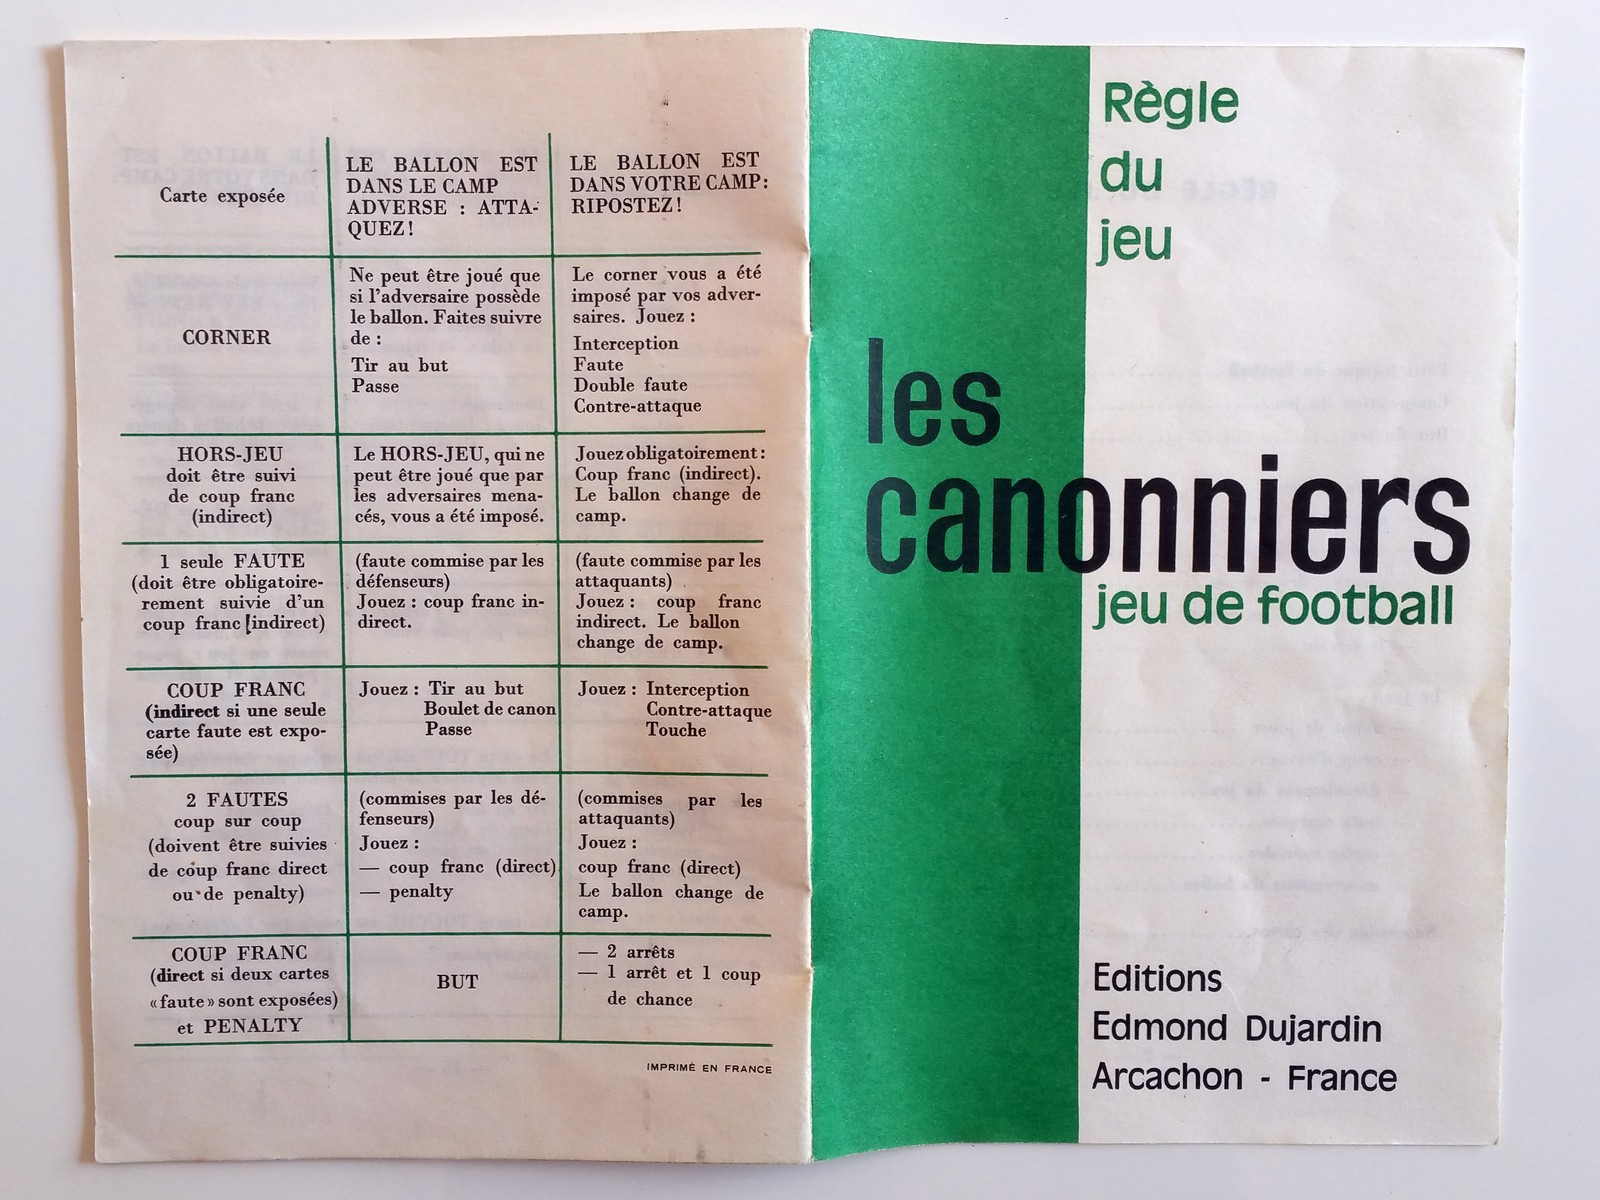 Carte exposée
LE BALLON EST
DANS LE CAMP
ADVERSE : ATTA-
QUEZ!
LE BALLON EST
DANS VOTRE CAMP:
RIPOSTEZ!
CORNER
Ne peut être joué que
si l'adversaire possède
le ballon. Faites suivre
de :
Tir au but
Passe
Le corner vous a été
imposé par vos adver-
saires. Jouez :
Interception
Faute
Double faute
Contre-attaque
HORS-JEU
doit être suivi
de coup franc
(indirect)
Le HORS-JEU, qui ne
peut être joué que par
les adversaires mena-
cés, vous a été imposé.
Jouez obligatoirement:
Coup franc (indirect).
Le ballon change de
camp.
1 seule FAUTE
(doit être obligatoire-
rement suivie d'un
coup franc [indirect)
(faute commise par les
défenseurs)
Jouez : coup franc in-
direct.
(faute commise par les
attaquants)
Jouez : coup franc
indirect. Le ballon
change de camp.
COUP FRANC
(indirect si une seule
carte faute est expo-
sée)
Jouez : Tir au but
Boulet de canon
Passe
Jouez : Interception
Contre-attaque
Touche
2 FAUTES
coup sur coup
(doivent être suivies
de coup franc direct
ou de penalty)
(commises par les dé-
fenseurs)
Jouez :
— coup franc (direct)
— penalty
(commises par les
attaquants)
Jouez :
coup franc (direct)
Le ballon change de
camp.
COUP FRANC
(direct si deux cartes
«faute» sont exposées)
et PENALTY
BUT
— 2 arrêts
— 1 arrêt et 1 coup
de chance
IMPRIMÉ EN FRANCE
Règle
du
jeu
les
canonniers
jeu de football
Editions
Edmond Dujardin
Arcachon - France